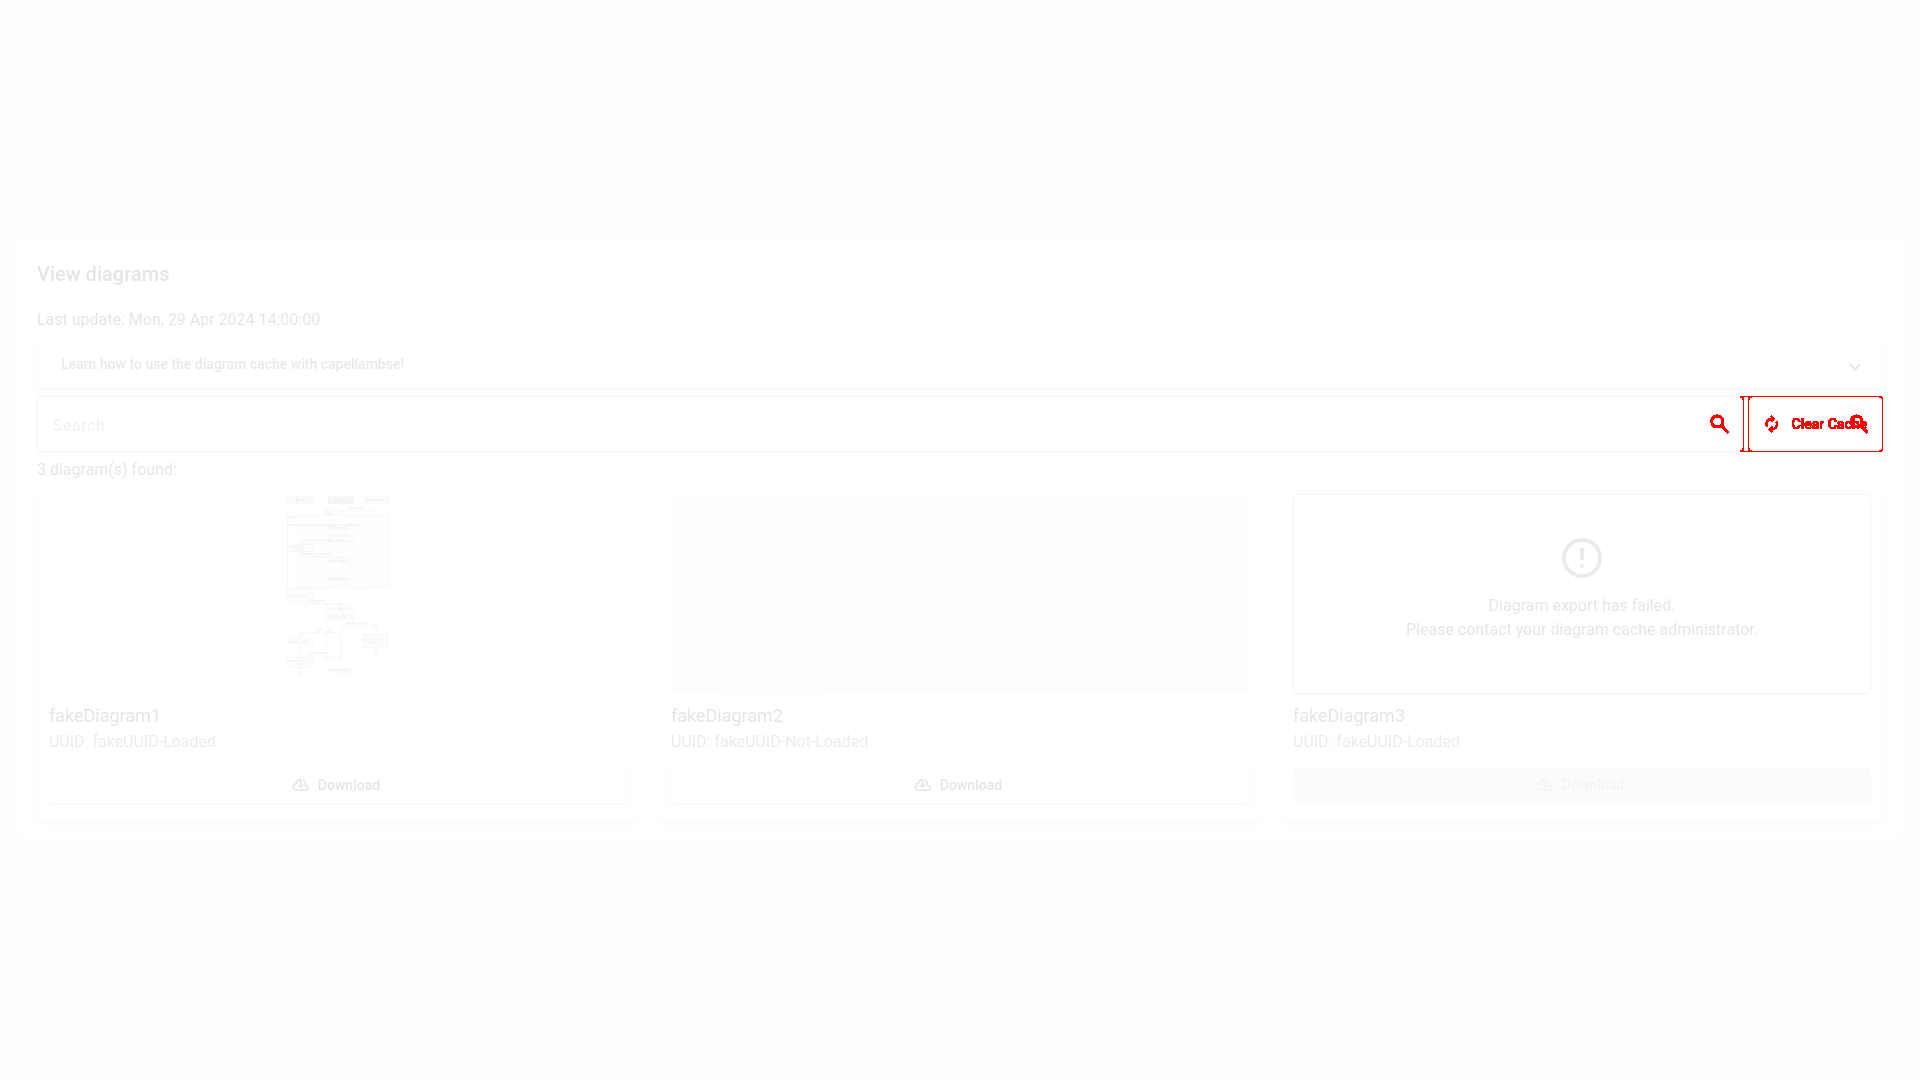 View diagrams
Last update: Mon, 29 Apr 2024 14:00:00
Learn how to use the diagram cache with capellambse!
Search
Clear Cache
3 diagram(s) found:
Diagram export has failed.
Please contact your diagram cache administrator.
fakeDiagram1
UUID: fakeUUID-Loaded
Download
fakeDiagram2
UUID: fakeUUID-Not-Loaded
Download
fakeDiagram3
UUID: fakeUUID-Loaded
Download